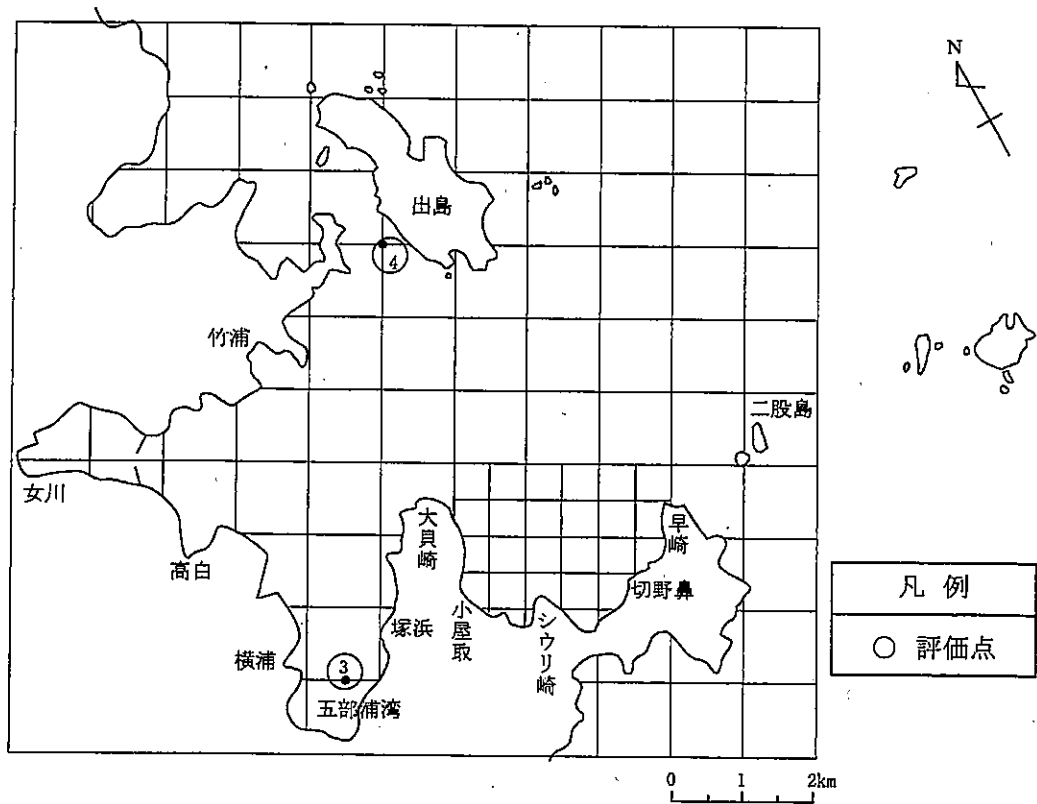 N
出島
4
竹浦
二股島
女川
大貝崎
早崎
高白
切野鼻
小屋取
シウリ崎
塚浜
横浦
3
五部浦湾
凡例
○ 評価点
0 1 2km